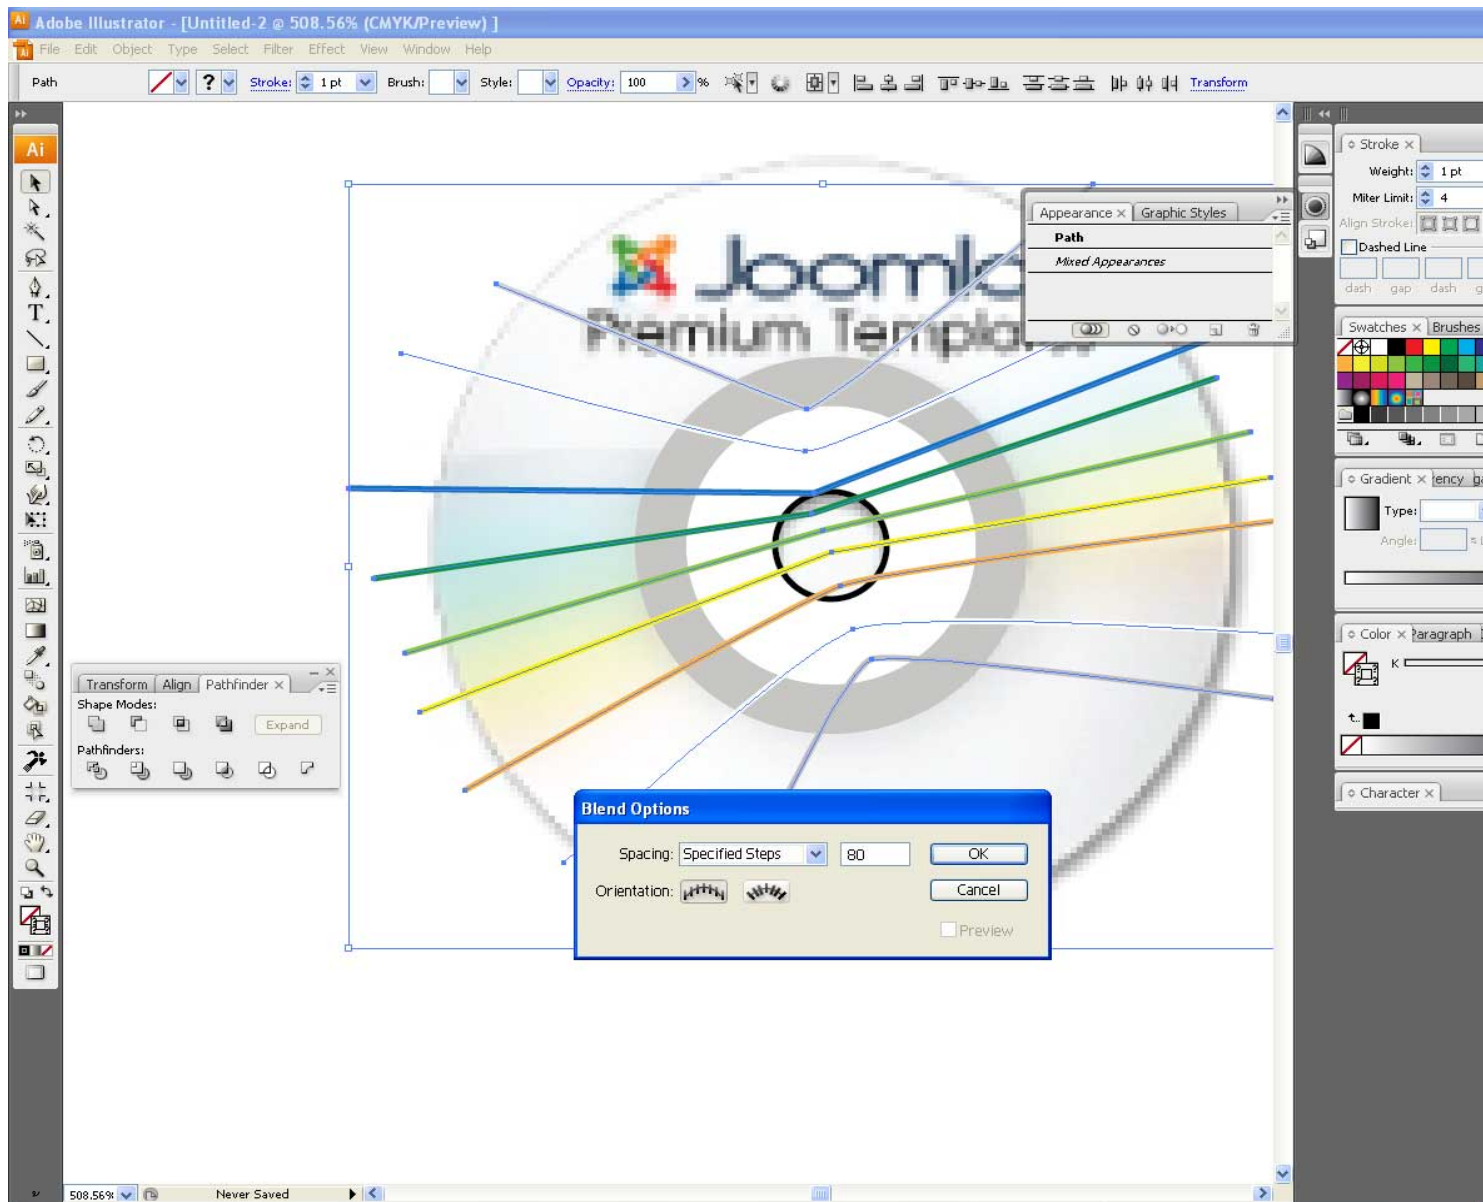 Adobe Illustrator - [Untitled-2 @ 508.56% (CMYK/Preview) ]
File Edit Object Type Select Filter Effect View Window Help
Path ? Stroke: 1 pt Brush: Style: Opacity: 100 % Transform
Ai
Stroke
Weight: 1 pt
Miter Limit: 4
Align Stroke:
Dashed Line
dash gap dash
Appearance Graphic Styles
Path
Mixed Appearances
Joomla
Premium Templates
Swatches Brushes
Gradient
Type:
Angle:
Color Paragraph
K
Character
Transform Align Pathfinder
Shape Modes:
Expand
Pathfinders:
Blend Options
Spacing: Specified Steps 80 OK
Orientation: Cancel
Preview
508.56% Never Saved